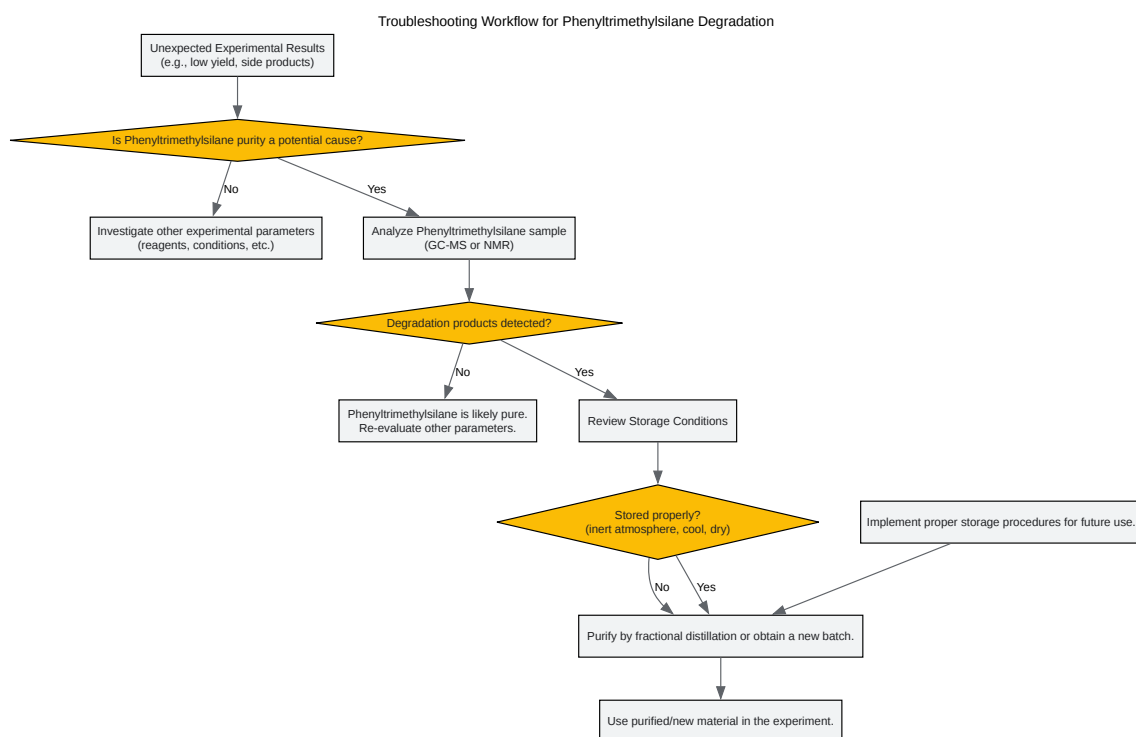 Troubleshooting Workflow for Phenyltrimethylsilane Degradation
Unexpected Experimental Results
(e.g., low yield, side products)
Is Phenyltrimethylsilane purity a potential cause?
No
Yes
Investigate other experimental parameters
(reagents, conditions, etc.)
Analyze Phenyltrimethylsilane sample
(GC-MS or NMR)
Degradation products detected?
No
Yes
Phenyltrimethylsilane is likely pure.
Re-evaluate other parameters.
Review Storage Conditions
Stored properly?
(inert atmosphere, cool, dry)
Implement proper storage procedures for future use.
No
Yes
Purify by fractional distillation or obtain a new batch.
Use purified/new material in the experiment.